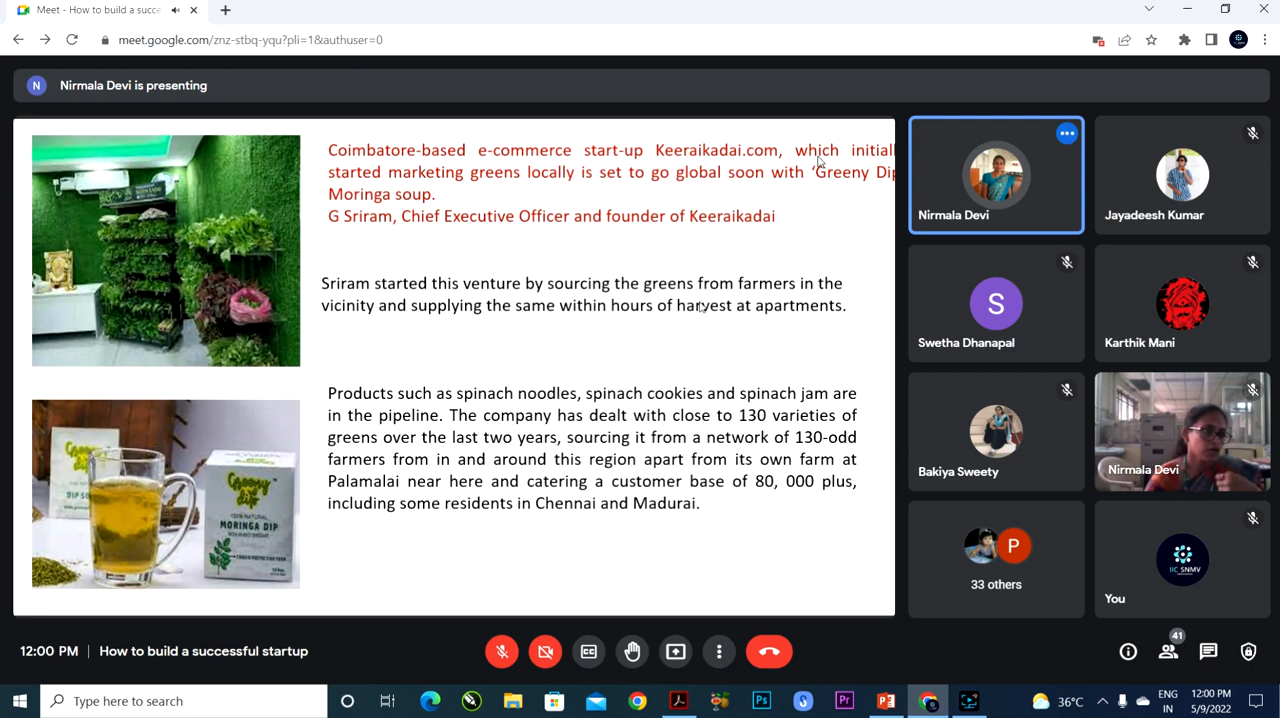 Meet - How to build a succe
meet.google.com/znz-stbq-yqu?pli=1&authuser=0
N
Nirmala Devi is presenting
Coimbatore-based e-commerce start-up Keeraikadai.com, which initial
started marketing greens locally is set to go global soon with ‘Greeny Dip
Moringa soup.
G Sriram, Chief Executive Officer and founder of Keeraikadai
Sriram started this venture by sourcing the greens from farmers in the
vicinity and supplying the same within hours of harvest at apartments.
Products such as spinach noodles, spinach cookies and spinach jam are
in the pipeline. The company has dealt with close to 130 varieties of
greens over the last two years, sourcing it from a network of 130-odd
farmers from in and around this region apart from its own farm at
Palamalai near here and catering a customer base of 80, 000 plus,
including some residents in Chennai and Madurai.
DIP SOUP
100% NATURAL
MORINGA DIP
Nirmala Devi
Jayadeesh Kumar
S
Swetha Dhanapal
Karthik Mani
Bakiya Sweety
Nirmala Devi
P
33 others
IIC_SNMV
You
12:00 PM | How to build a successful startup
41
Type here to search
Ps
S
Pr
36°C
ENG
IN
12:00 PM
5/9/2022